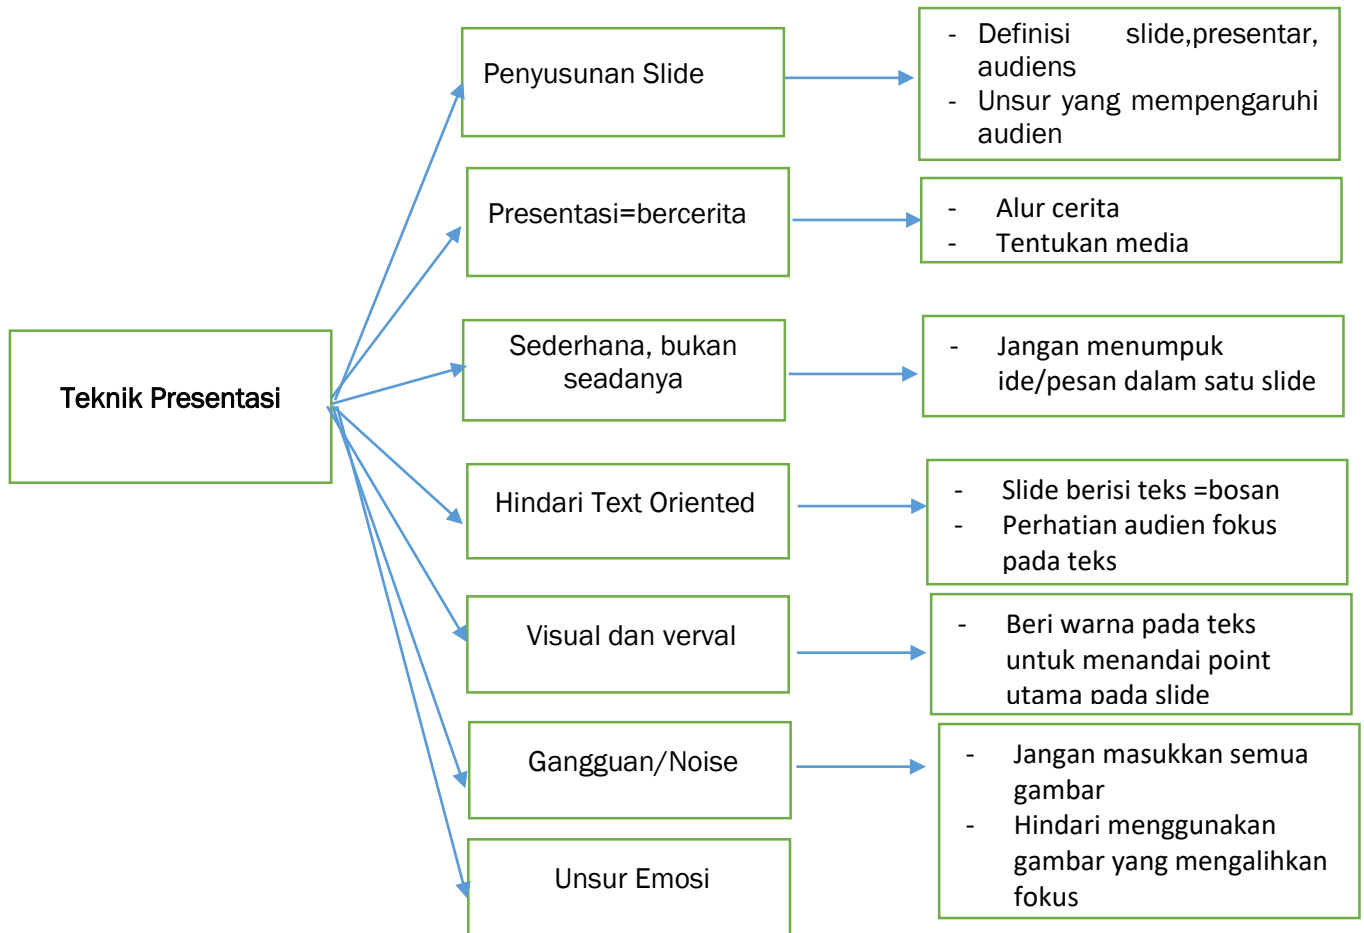 Teknik Presentasi
Penyusunan Slide
- Definisi slide,presentar,
audiens
- Unsur yang mempengaruhi
audien
Presentasi=bercerita
- Alur cerita
- Tentukan media
Sederhana, bukan
seadanya
- Jangan menumpuk
ide/pesan dalam satu slide
Hindari Text Oriented
- Slide berisi teks =bosan
- Perhatian audien fokus
pada teks
Visual dan verval
- Beri warna pada teks
untuk menandai point
utama pada slide
Gangguan/Noise
- Jangan masukkan semua
gambar
- Hindari menggunakan
gambar yang mengalihkan
fokus
Unsur Emosi